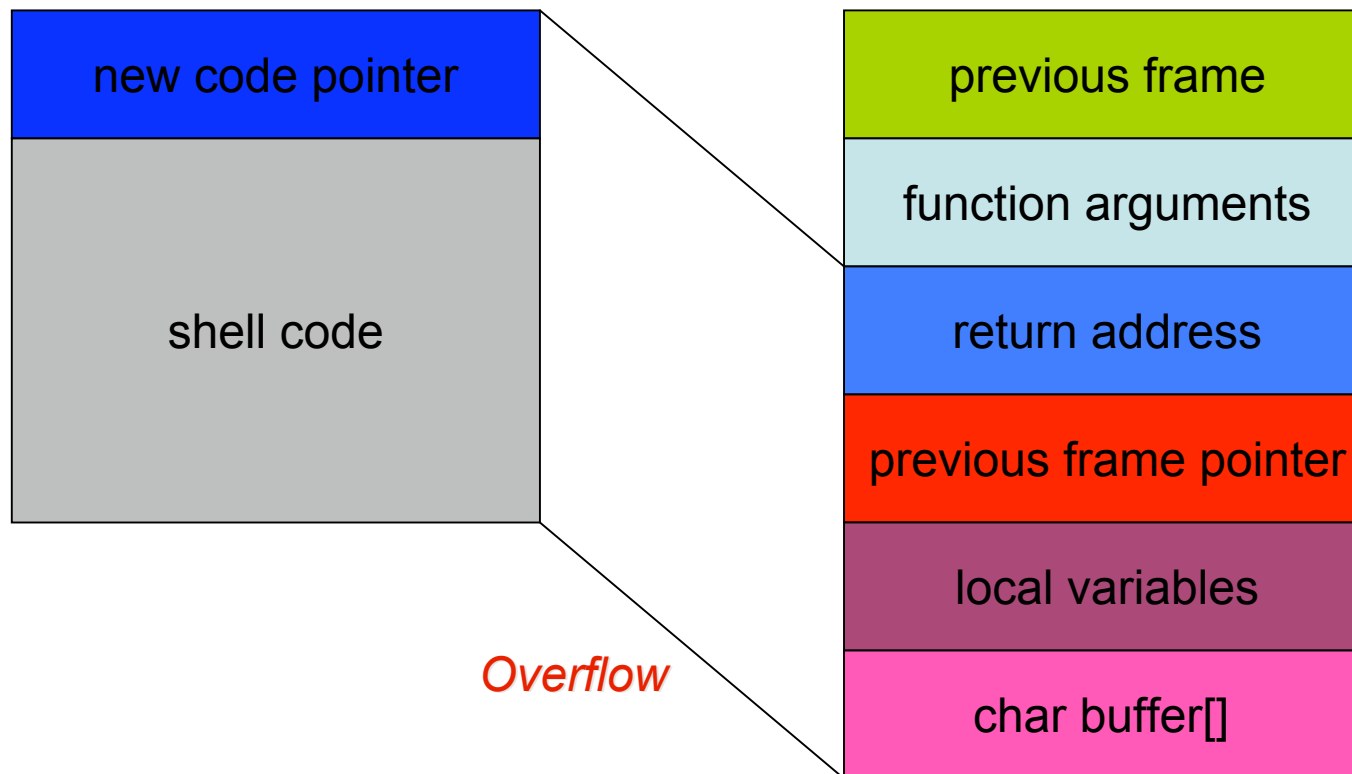 new code pointer
shell code
Overflow
previous frame
function arguments
return address
previous frame pointer
local variables
char buffer[]